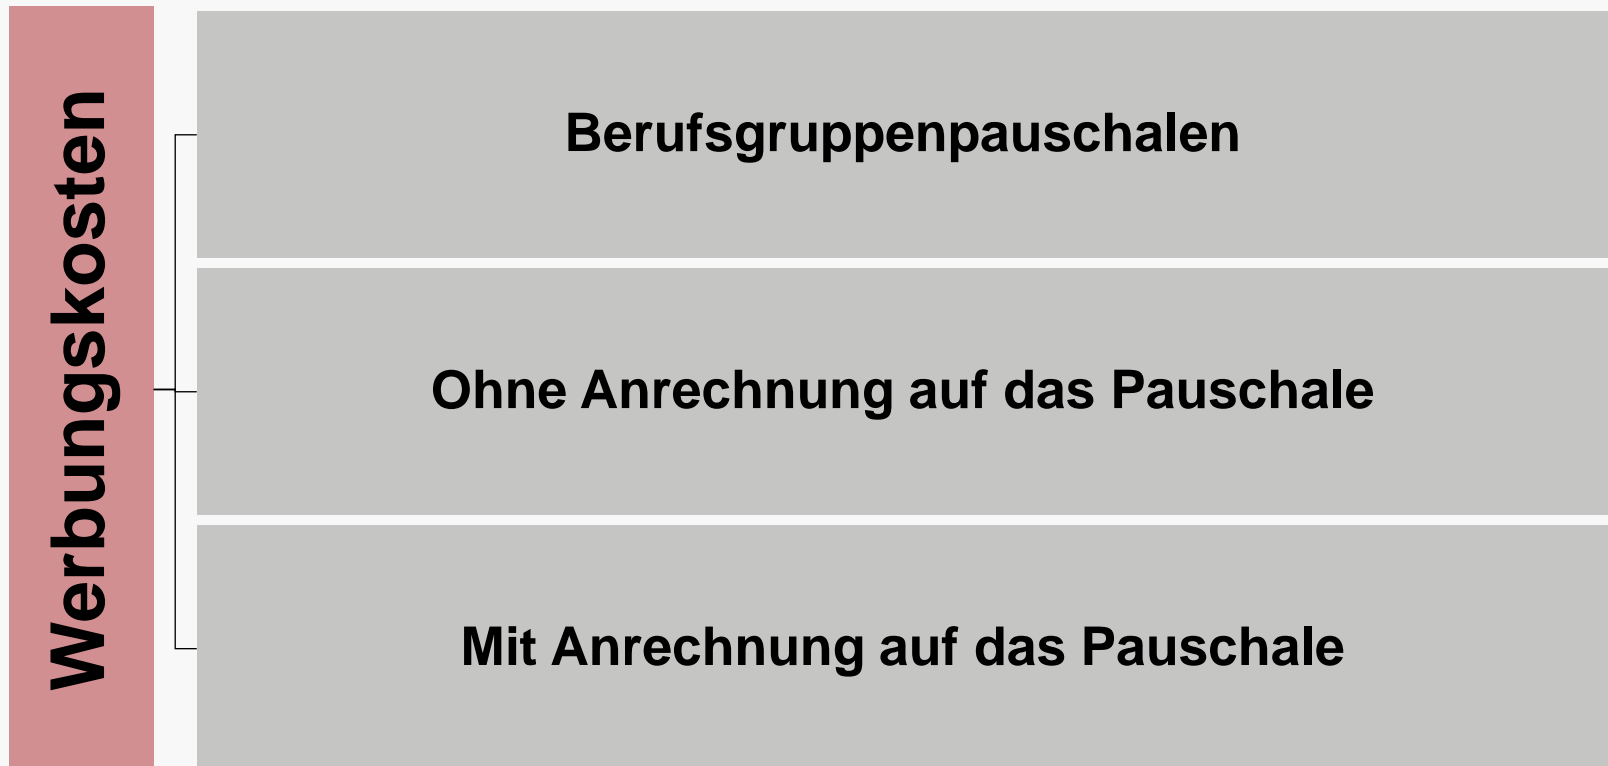 Werbungskosten
Berufsgruppenpauschalen
Ohne Anrechnung auf das Pauschale
Mit Anrechnung auf das Pauschale